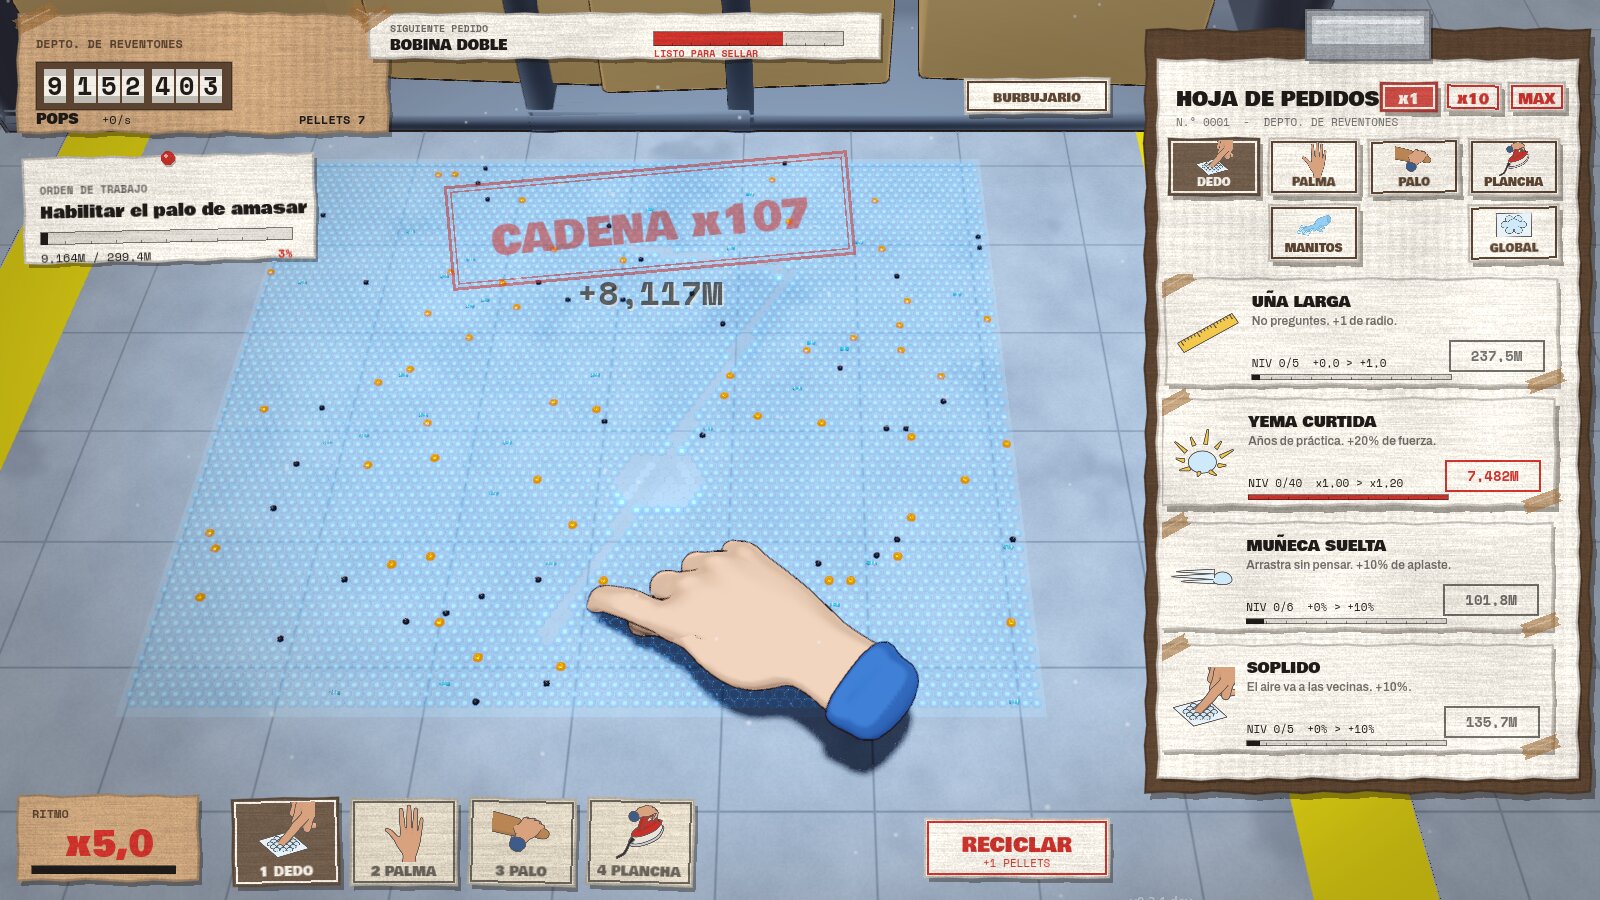 DEPTO. DE REVENTONES
9 152 403
POPS +0/s PELLETS 7
SIGUIENTE PEDIDO
BOBINA DOBLE
LISTO PARA SELLAR
BURBUJARIO
ORDEN DE TRABAJO
Habilitar el palo de amasar
9,164M / 299,4M 3%
CADENA x107
+8,117M
HOJA DE PEDIDOS x1 x10 MAX
N.° 0001 - DEPTO. DE REVENTONES
DEDO PALMA PALO PLANCHA
MANITOS GLOBAL
UÑA LARGA
No preguntes. +1 de radio.
NIV 0/5 +0,0 > +1,0
237,5M
YEMA CURTIDA
Años de práctica. +20% de fuerza.
NIV 0/40 x1,00 > x1,20
7,482M
MUÑECA SUELTA
Arrastra sin pensar. +10% de aplaste.
NIV 0/6 +0% > +10%
101,8M
SOPLIDO
El aire va a las vecinas. +10%.
NIV 0/5 +0% > +10%
135,7M
RITMO
x5,0
1 DEDO 2 PALMA 3 PALO 4 PLANCHA
RECICLAR
+1 PELLETS